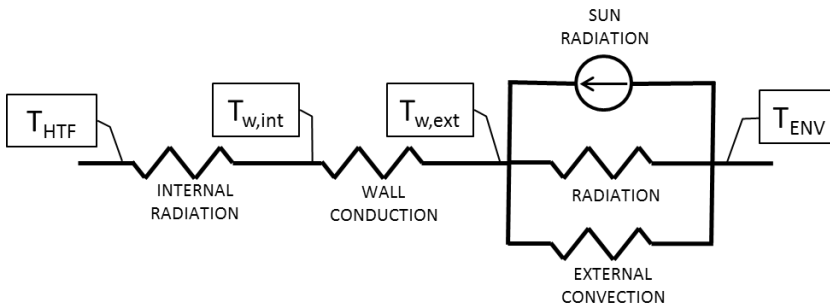 SUN
RADIATION
T_HTF
T_w,int
T_w,ext
T_ENV
INTERNAL
RADIATION
WALL
CONDUCTION
RADIATION
EXTERNAL
CONVECTION